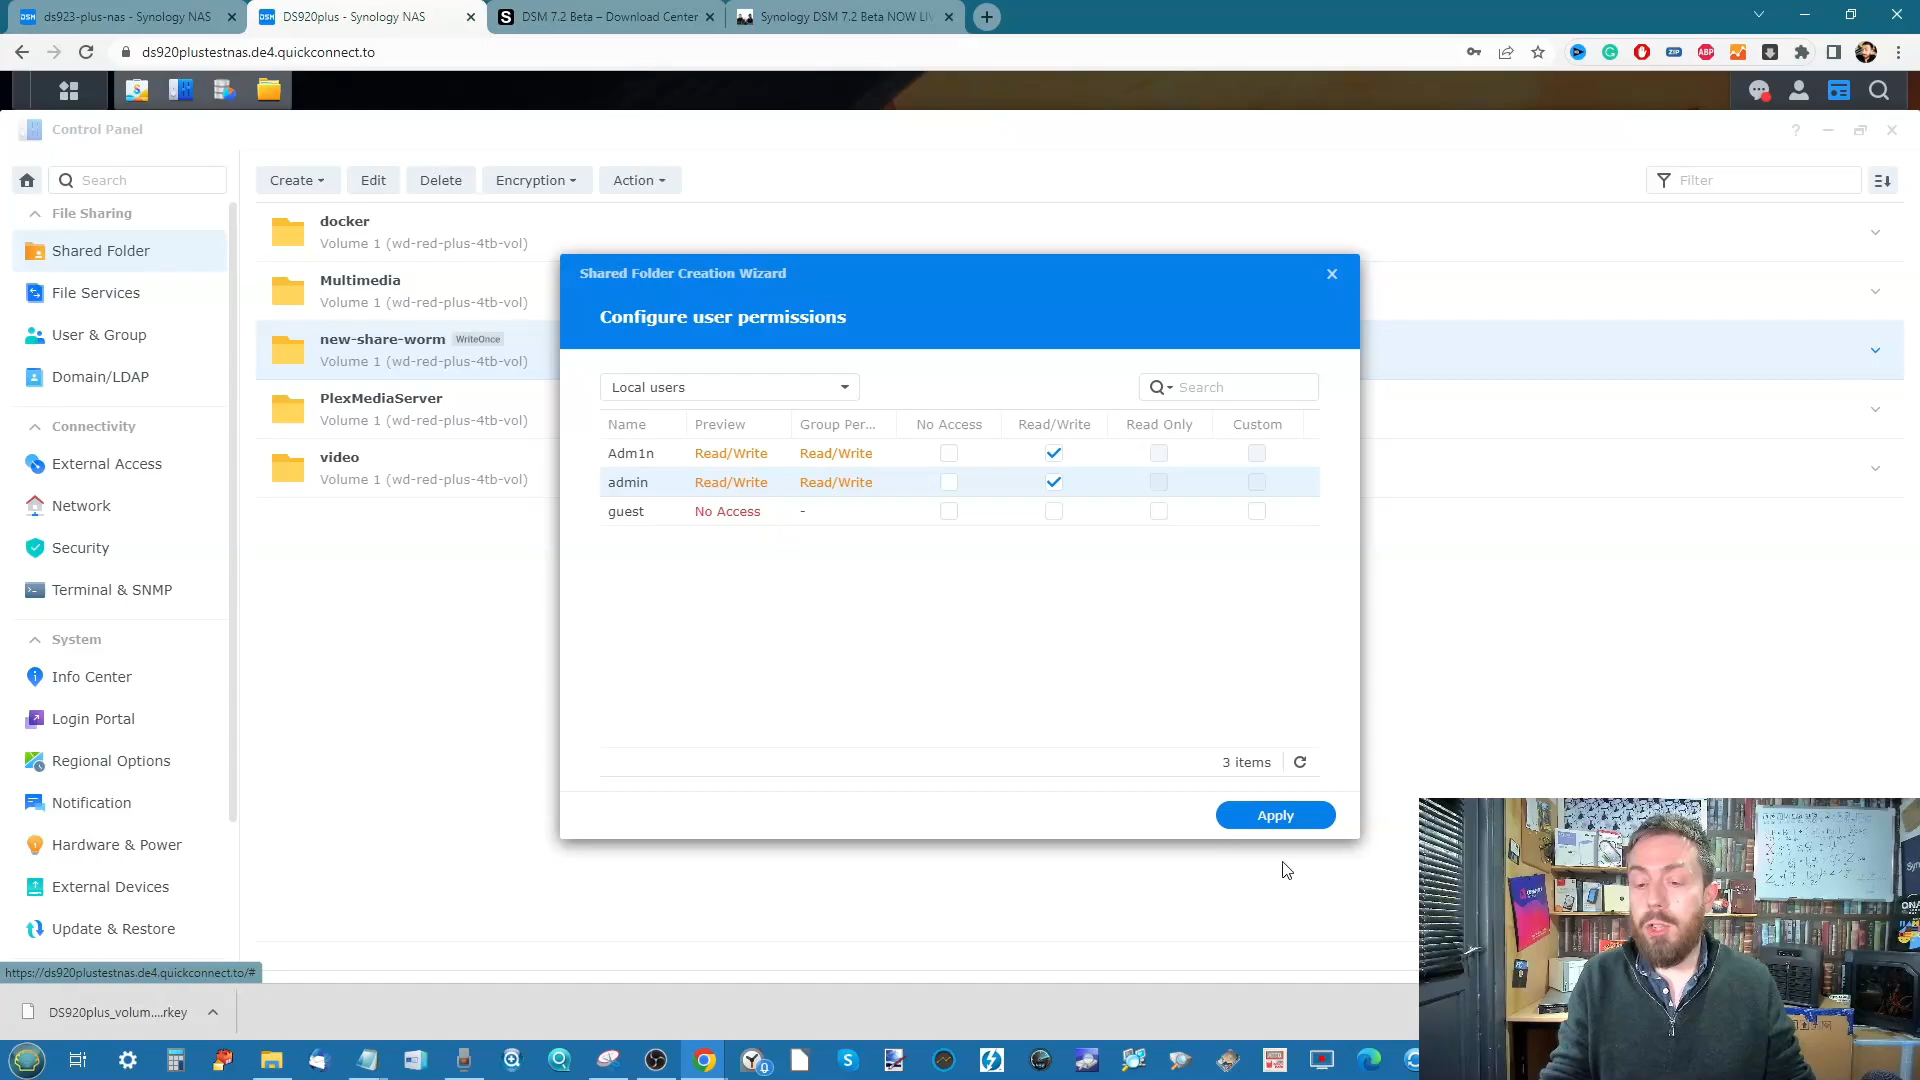 ds923-plus-nas - Synology NAS
DS920plus - Synology NAS
DSM 7.2 Beta – Download Center
Synology DSM 7.2 Beta NOW LI
ds920plustestnas.de4.quickconnect.to
Control Panel
Search
Create
Edit
Delete
Encryption
Action
Filter
File Sharing
Shared Folder
File Services
User & Group
Domain/LDAP
Connectivity
External Access
Network
Security
Terminal & SNMP
System
Info Center
Login Portal
Regional Options
Notification
Hardware & Power
External Devices
Update & Restore
docker
Volume 1 (wd-red-plus-4tb-vol)
Multimedia
Volume 1 (wd-red-plus-4tb-vol)
new-share-worm WriteOnce
Volume 1 (wd-red-plus-4tb-vol)
PlexMediaServer
Volume 1 (wd-red-plus-4tb-vol)
video
Volume 1 (wd-red-plus-4tb-vol)
Shared Folder Creation Wizard
Configure user permissions
Local users
Search
Name Preview Group Per... No Access Read/Write Read Only Custom
Adm1n Read/Write Read/Write
admin Read/Write Read/Write
guest No Access -
3 items
Apply
https://ds920plustestnas.de4.quickconnect.to/#
DS920plus_volum....rkey